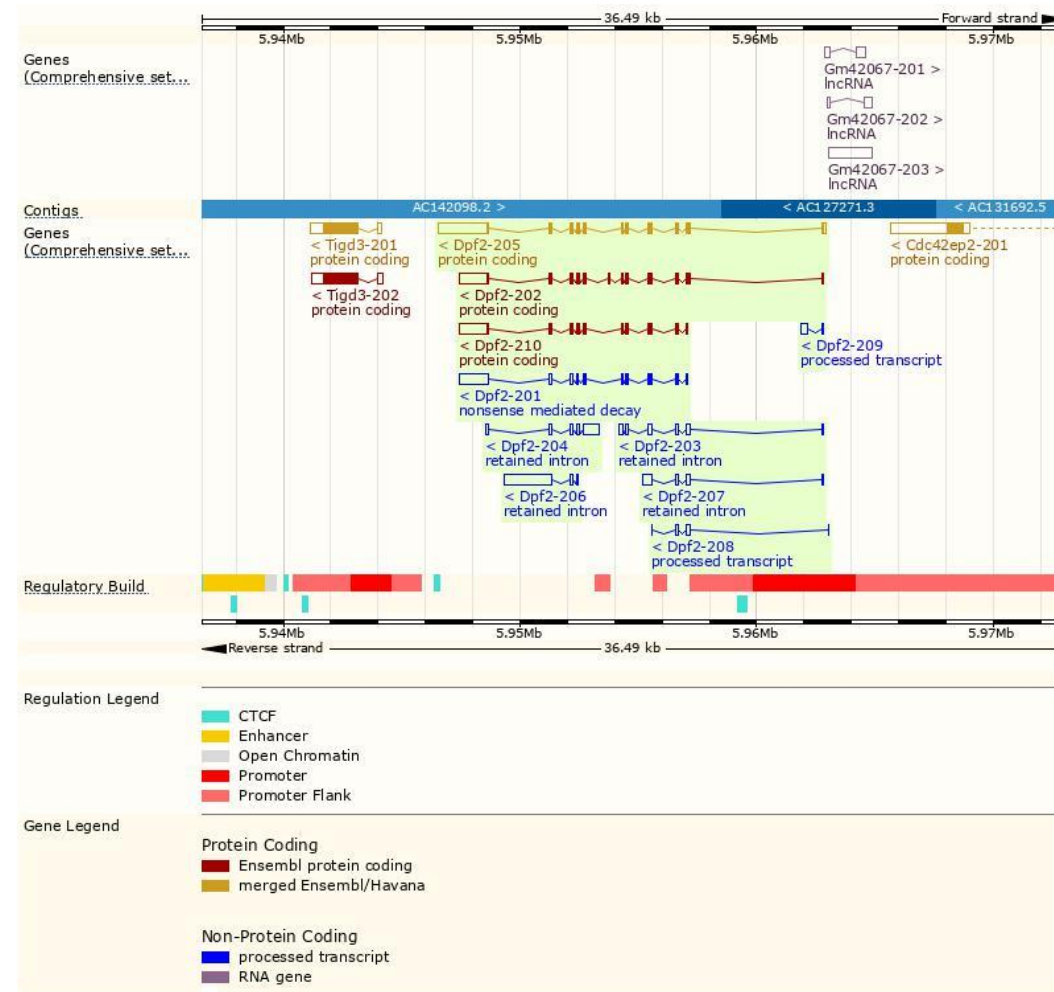 36.49 kb
Forward strand
5.94Mb 5.95Mb 5.96Mb 5.97Mb
Genes
(Comprehensive set...
Gm42067-201 >
lncRNA
Gm42067-202 >
lncRNA
Gm42067-203 >
lncRNA
Contigs
AC142098.2 >
< AC127271.3
< AC131692.5
Genes
(Comprehensive set...
< Tigd3-201
protein coding
< Dpf2-205
protein coding
< Cdc42ep2-201
protein coding
< Tigd3-202
protein coding
< Dpf2-202
protein coding
< Dpf2-210
protein coding
< Dpf2-209
processed transcript
< Dpf2-201
nonsense mediated decay
< Dpf2-204
retained intron
< Dpf2-203
retained intron
< Dpf2-206
retained intron
< Dpf2-207
retained intron
< Dpf2-208
processed transcript
Regulatory Build
5.94Mb 5.95Mb 5.96Mb 5.97Mb
Reverse strand
36.49 kb
Regulation Legend
CTCF
Enhancer
Open Chromatin
Promoter
Promoter Flank
Gene Legend
Protein Coding
Ensembl protein coding
merged Ensembl/Havana
Non-Protein Coding
processed transcript
RNA gene